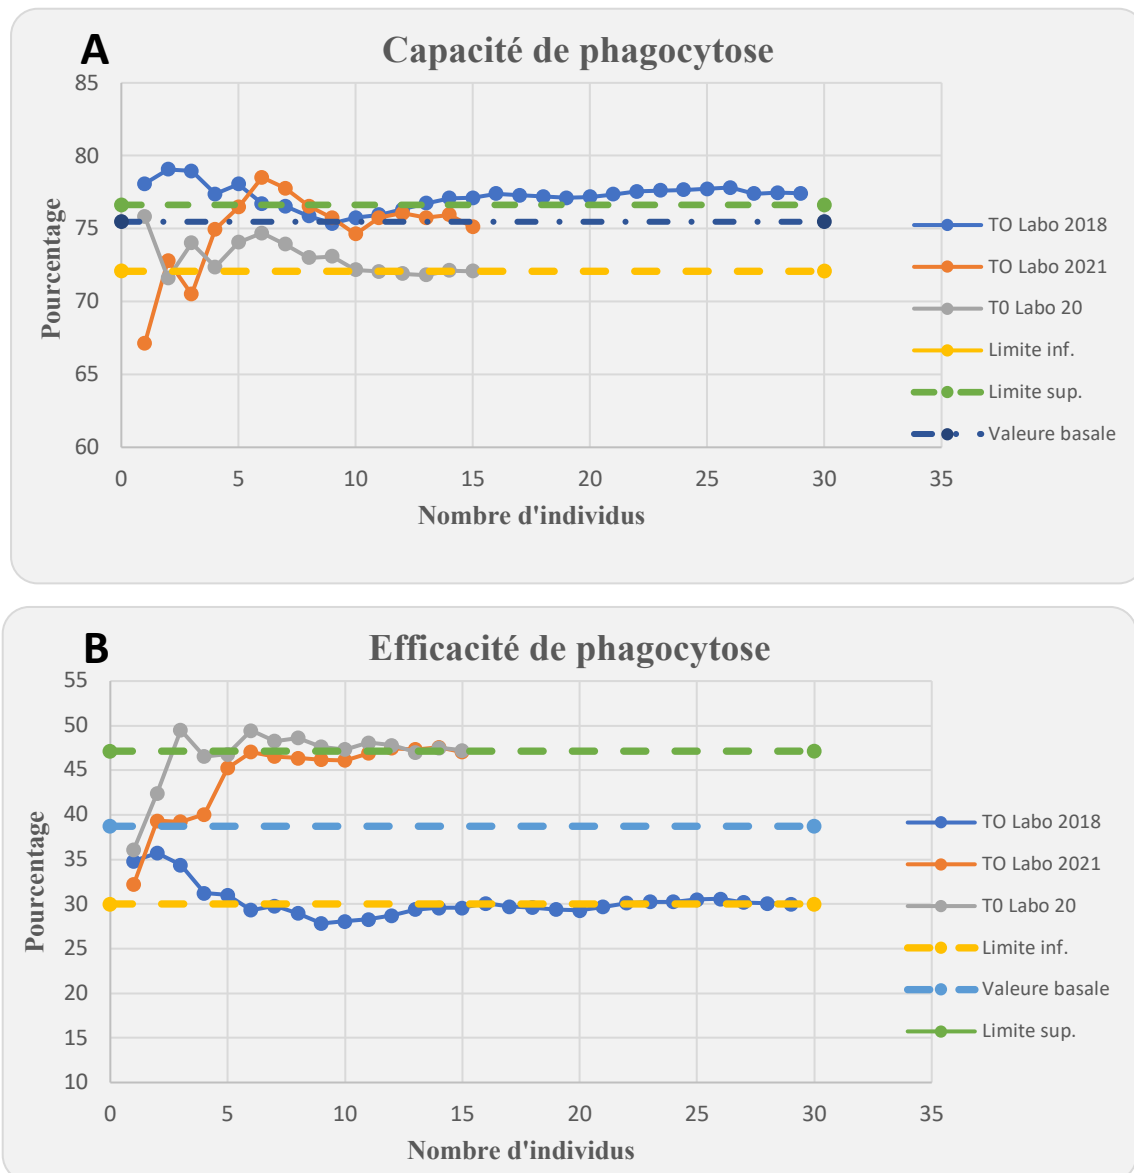 A
Capacité de phagocytose
85
80
75
70
65
60
Pourcentage
0 5 10 15 20 25 30 35
Nombre d'individus
TO Labo 2018
TO Labo 2021
T0 Labo 20
Limite inf.
Limite sup.
Valeure basale
B
Efficacité de phagocytose
55
50
45
40
35
30
25
20
15
10
Pourcentage
0 5 10 15 20 25 30 35
Nombre d'individus
TO Labo 2018
TO Labo 2021
T0 Labo 20
Limite inf.
Valeure basale
Limite sup.